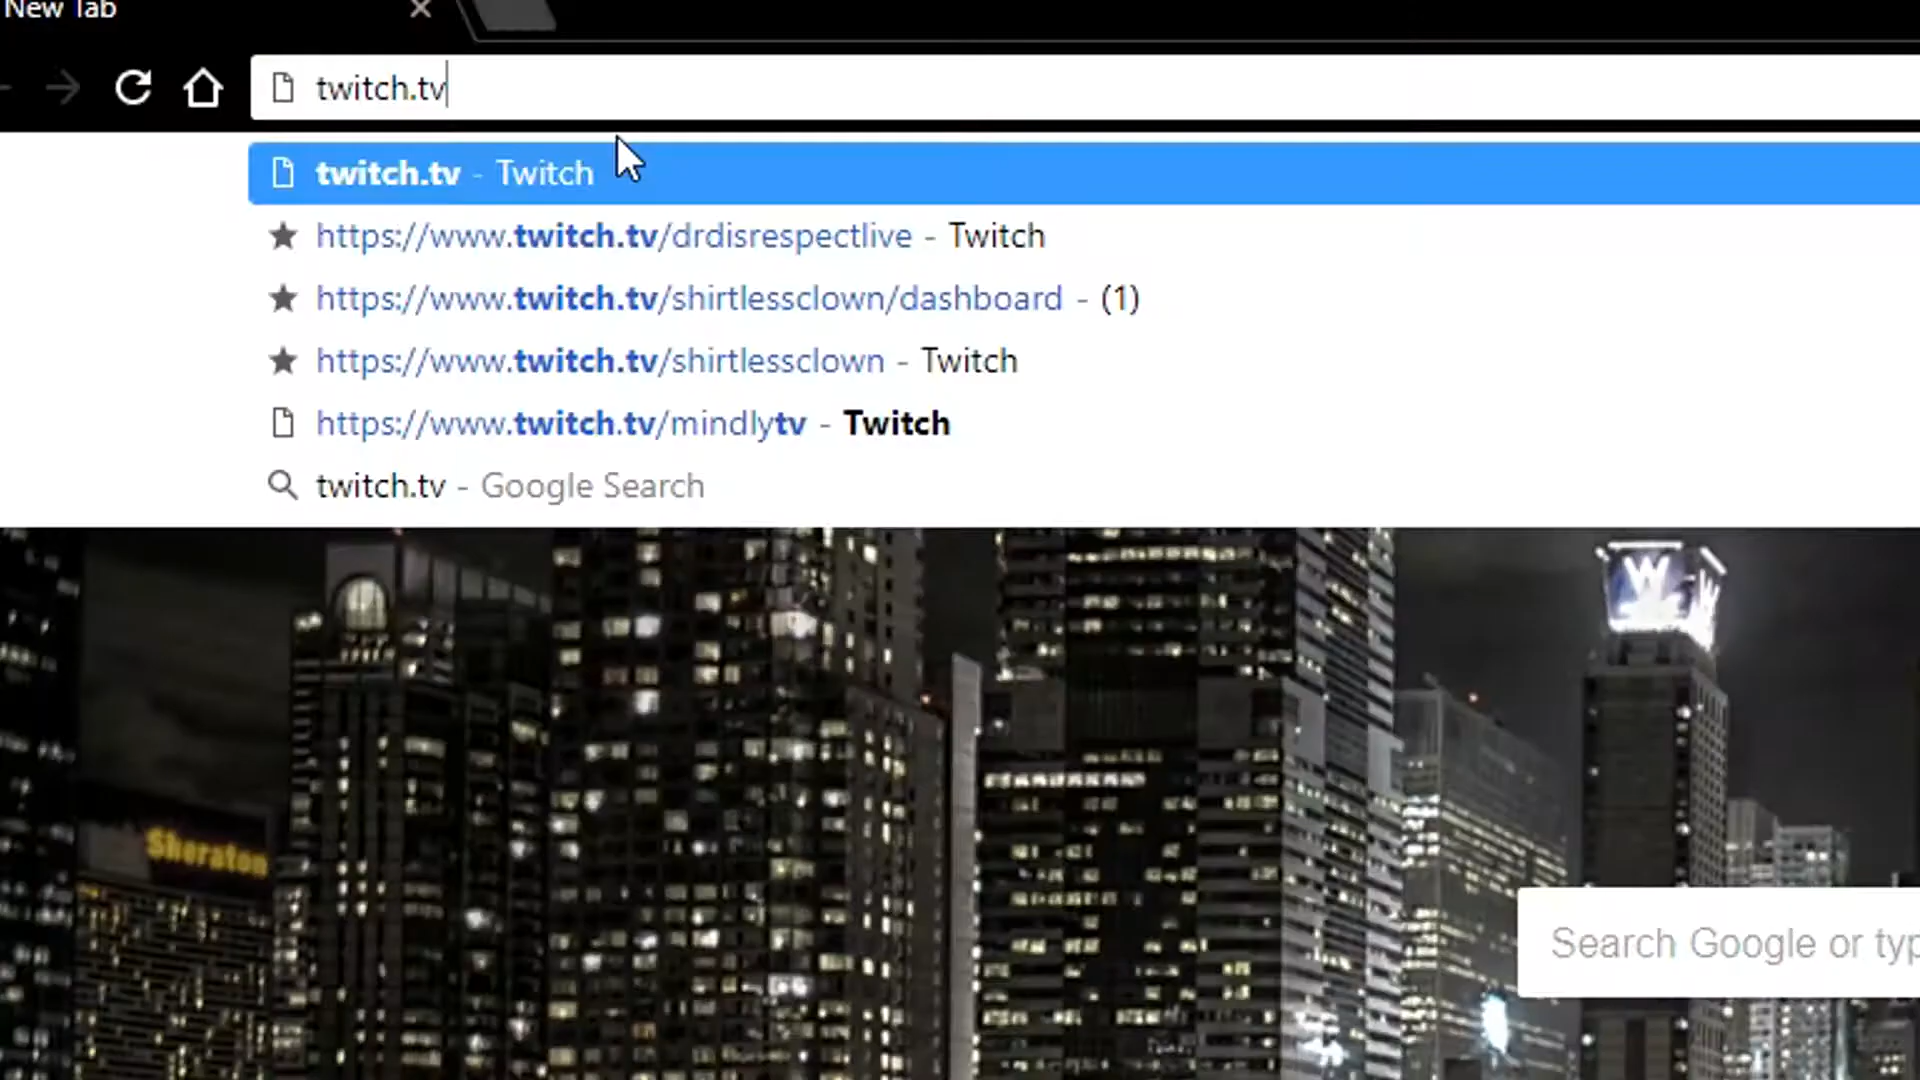 New Tab
twitch.tv
twitch.tv - Twitch
https://www.twitch.tv/drdisrespectlive - Twitch
https://www.twitch.tv/shirtlessclown/dashboard - (1)
https://www.twitch.tv/shirtlessclown - Twitch
https://www.twitch.tv/mindlytv - Twitch
twitch.tv - Google Search
W
Sheraton
Search Google or typ